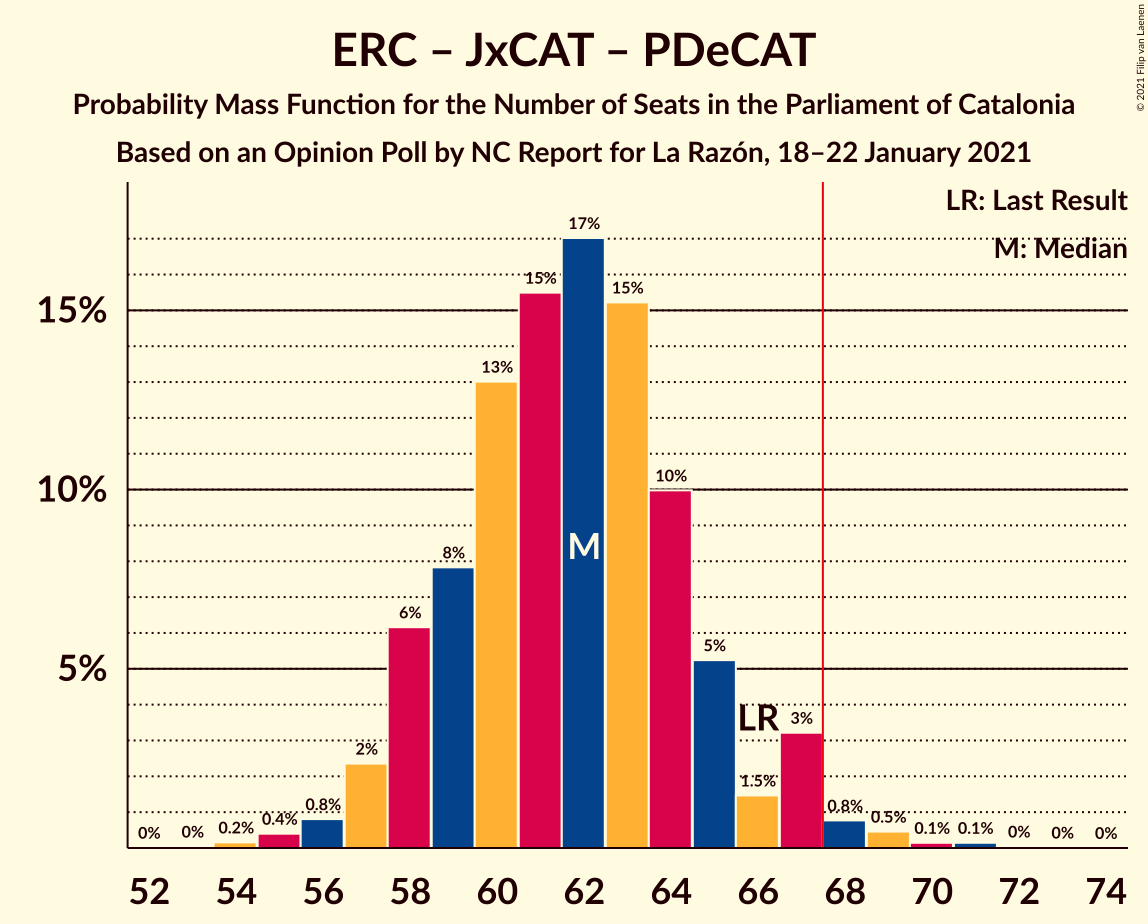 ERC – JxCAT – PDeCAT
Probability Mass Function for the Number of Seats in the Parliament of Catalonia
Based on an Opinion Poll by NC Report for La Razón, 18–22 January 2021
© 2021 Filip van Laenen
LR: Last Result
M: Median
15%
10%
5%
0%
0%
0.2%
0.4%
0.8%
2%
6%
8%
13%
15%
17%
15%
10%
5%
1.5%
3%
0.8%
0.5%
0.1%
0.1%
0%
0%
0%
M
LR
52 54 56 58 60 62 64 66 68 70 72 74